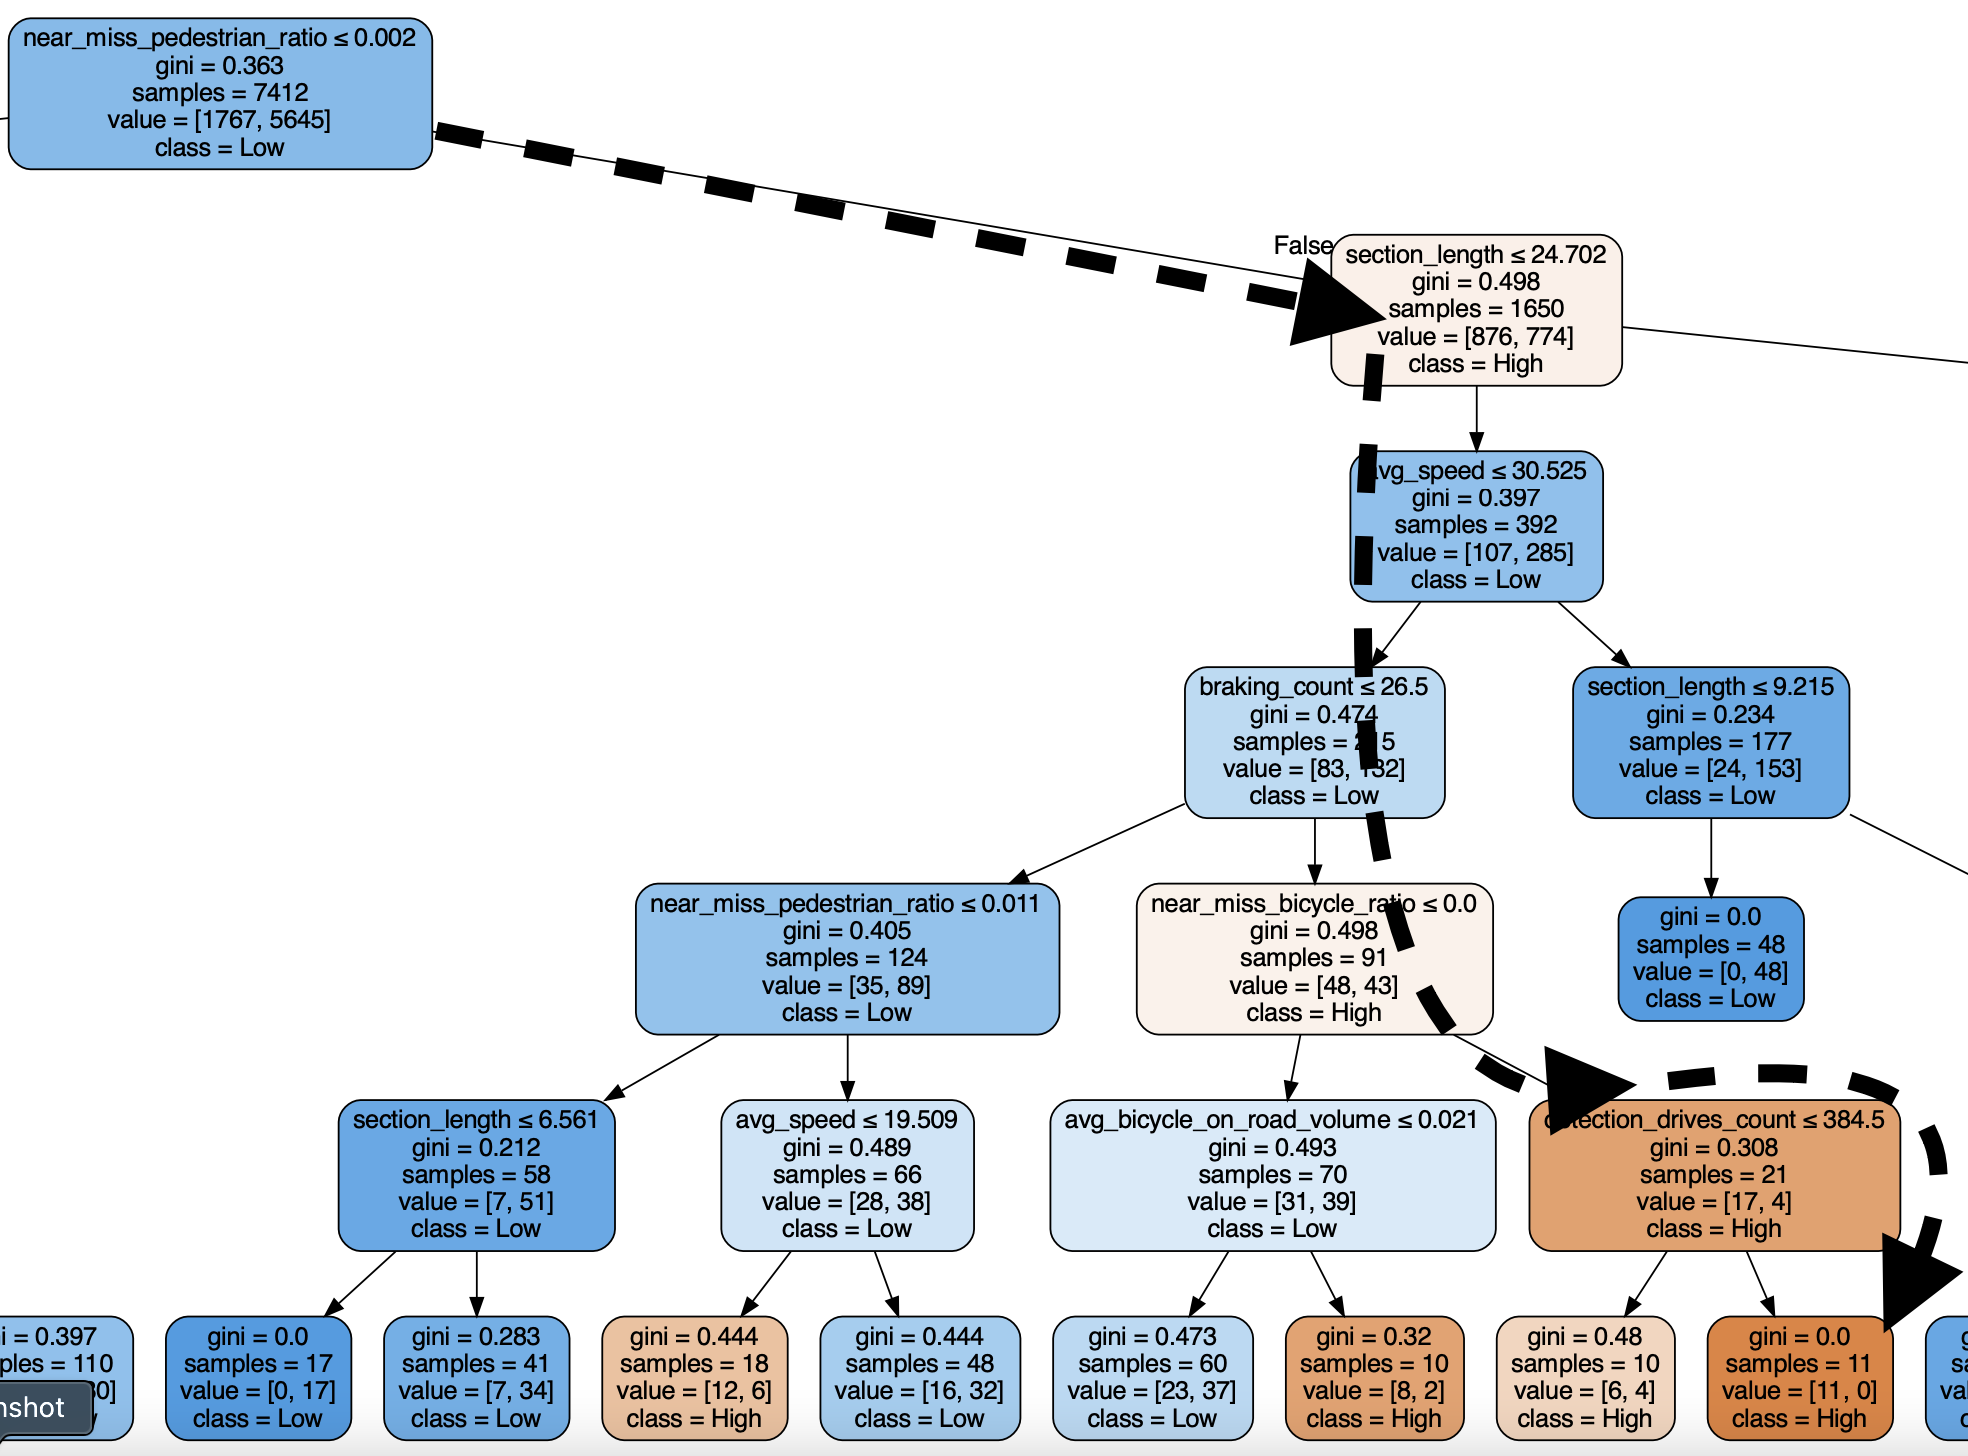 near_miss_pedestrian_ratio ≤ 0.002
gini = 0.363
samples = 7412
value = [1767, 5645]
class = Low
False
section_length ≤ 24.702
gini = 0.498
samples = 1650
value = [876, 774]
class = High
avg_speed ≤ 30.525
gini = 0.397
samples = 392
value = [107, 285]
class = Low
braking_count ≤ 26.5
gini = 0.474
samples = 215
value = [83, 132]
class = Low
section_length ≤ 9.215
gini = 0.234
samples = 177
value = [24, 153]
class = Low
near_miss_pedestrian_ratio ≤ 0.011
gini = 0.405
samples = 124
value = [35, 89]
class = Low
near_miss_bicycle_ratio ≤ 0.0
gini = 0.498
samples = 91
value = [48, 43]
class = High
gini = 0.0
samples = 48
value = [0, 48]
class = Low
section_length ≤ 6.561
gini = 0.212
samples = 58
value = [7, 51]
class = Low
avg_speed ≤ 19.509
gini = 0.489
samples = 66
value = [28, 38]
class = Low
avg_bicycle_on_road_volume ≤ 0.021
gini = 0.493
samples = 70
value = [31, 39]
class = Low
≤ 384.5
gini = 0.308
samples = 21
value = [17, 4]
class = High
= 0.397
= 110
gini = 0.0
samples = 17
value = [0, 17]
class = Low
gini = 0.283
samples = 41
value = [7, 34]
class = Low
gini = 0.444
samples = 18
value = [12, 6]
class = High
gini = 0.444
samples = 48
value = [16, 32]
class = Low
gini = 0.473
samples = 60
value = [23, 37]
class = Low
gini = 0.32
samples = 10
value = [8, 2]
class = High
gini = 0.48
samples = 10
value = [6, 4]
class = High
gini = 0.0
samples = 11
value = [11, 0]
class = High